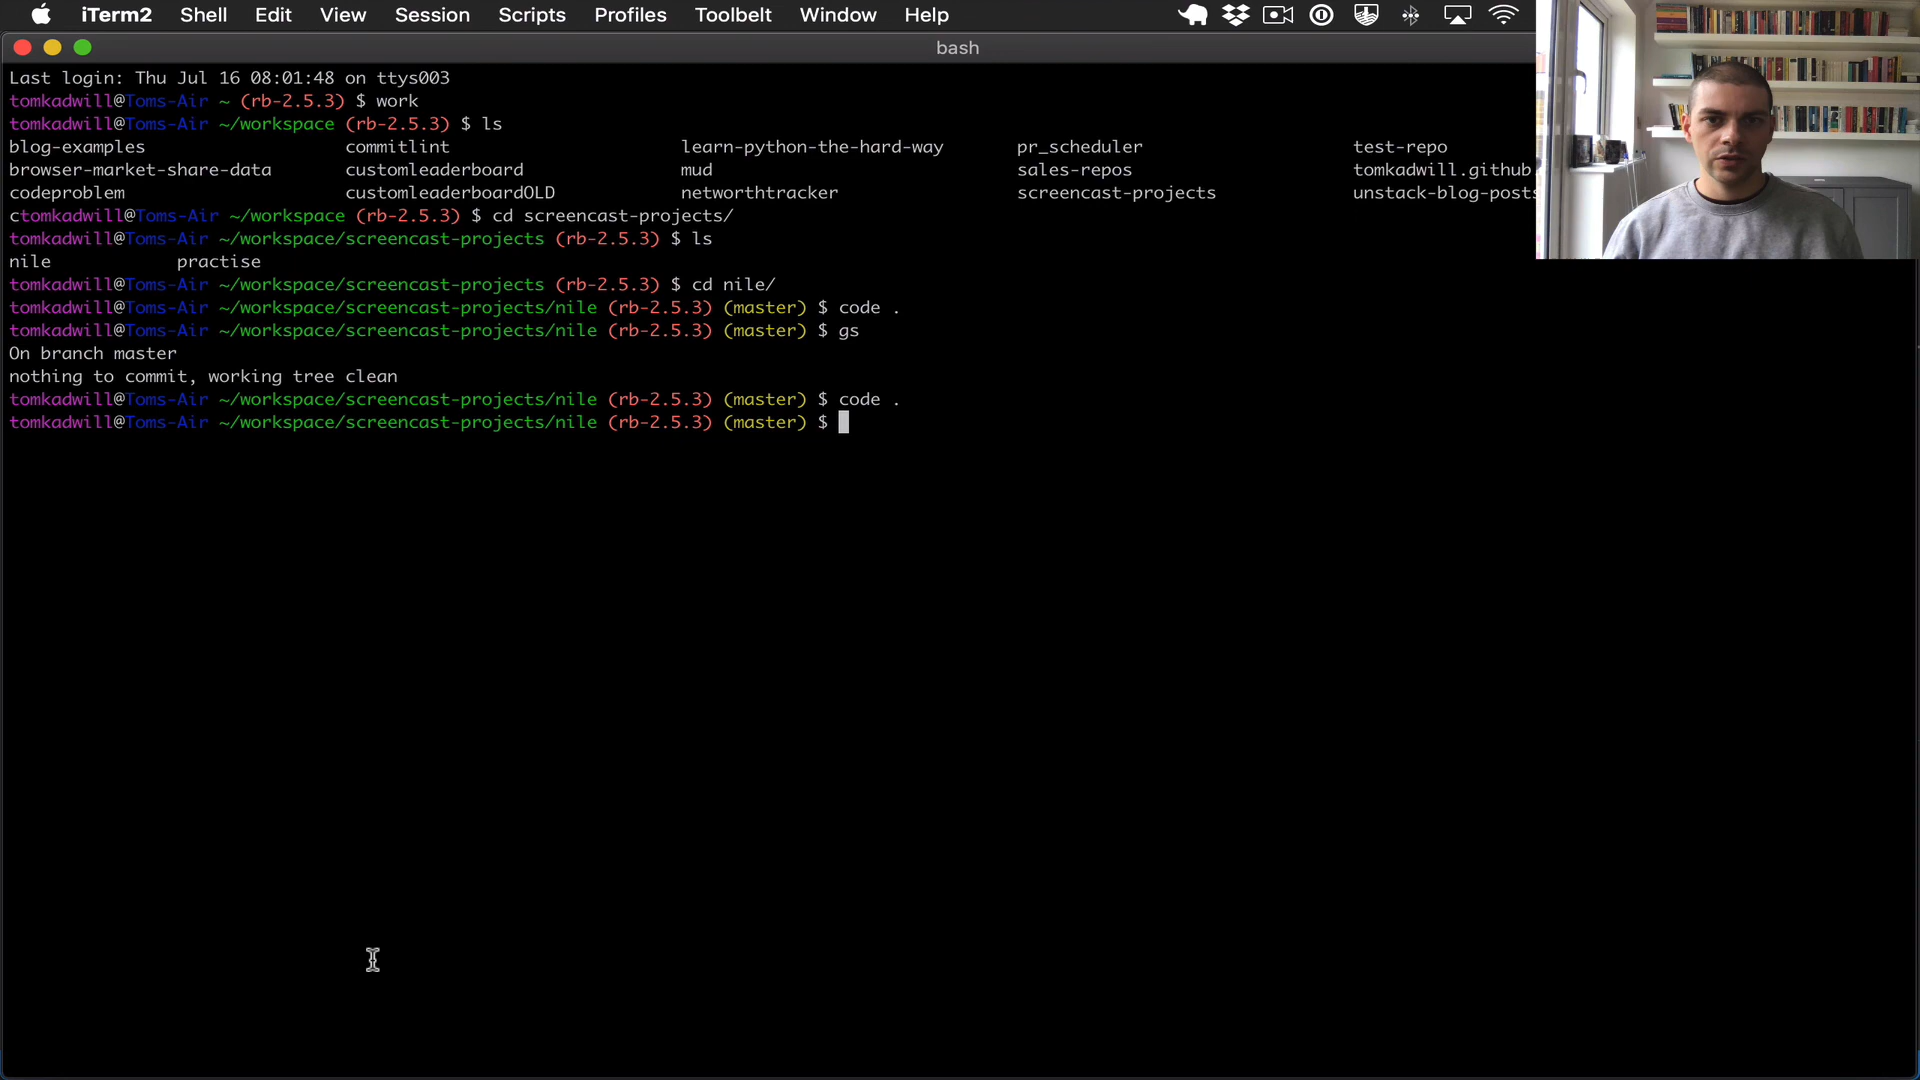 iTerm2 Shell Edit View Session Scripts Profiles Toolbelt Window Help
bash
Last login: Thu Jul 16 08:01:48 on ttys003
tomkadwill@Toms-Air ~ (rb-2.5.3) $ work
tomkadwill@Toms-Air ~/workspace (rb-2.5.3) $ ls
blog-examples commitlint learn-python-the-hard-way pr_scheduler test-repo
browser-market-share-data customleaderboard mud sales-repos tomkadwill.github.
codeproblem customleaderboardOLD networthtracker screencast-projects unstack-blog-posts
ctomkadwill@Toms-Air ~/workspace (rb-2.5.3) $ cd screencast-projects/
tomkadwill@Toms-Air ~/workspace/screencast-projects (rb-2.5.3) $ ls
nile practise
tomkadwill@Toms-Air ~/workspace/screencast-projects (rb-2.5.3) $ cd nile/
tomkadwill@Toms-Air ~/workspace/screencast-projects/nile (rb-2.5.3) (master) $ code .
tomkadwill@Toms-Air ~/workspace/screencast-projects/nile (rb-2.5.3) (master) $ gs
On branch master
nothing to commit, working tree clean
tomkadwill@Toms-Air ~/workspace/screencast-projects/nile (rb-2.5.3) (master) $ code .
tomkadwill@Toms-Air ~/workspace/screencast-projects/nile (rb-2.5.3) (master) $